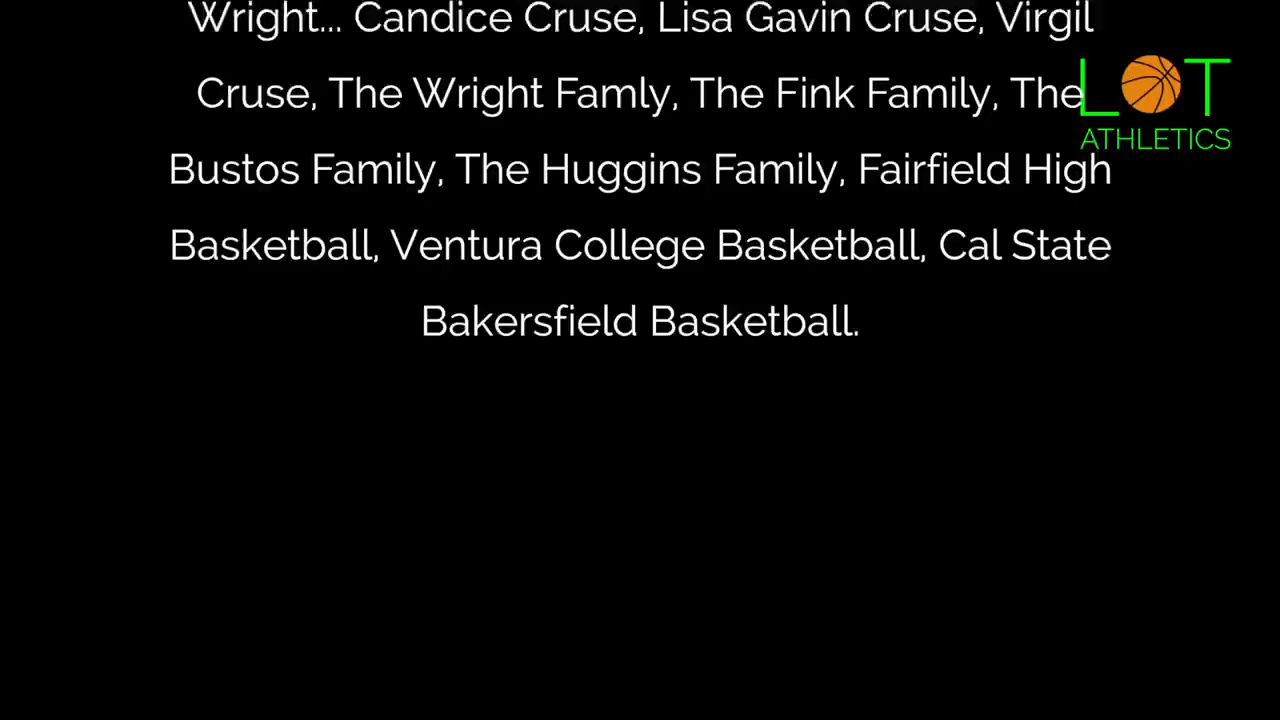 Wright... Candice Cruse, Lisa Gavin Cruse, Virgil
Cruse, The Wright Famly, The Fink Family, The
Bustos Family, The Huggins Family, Fairfield High
Basketball, Ventura College Basketball, Cal State
Bakersfield Basketball.
LOT
ATHLETICS